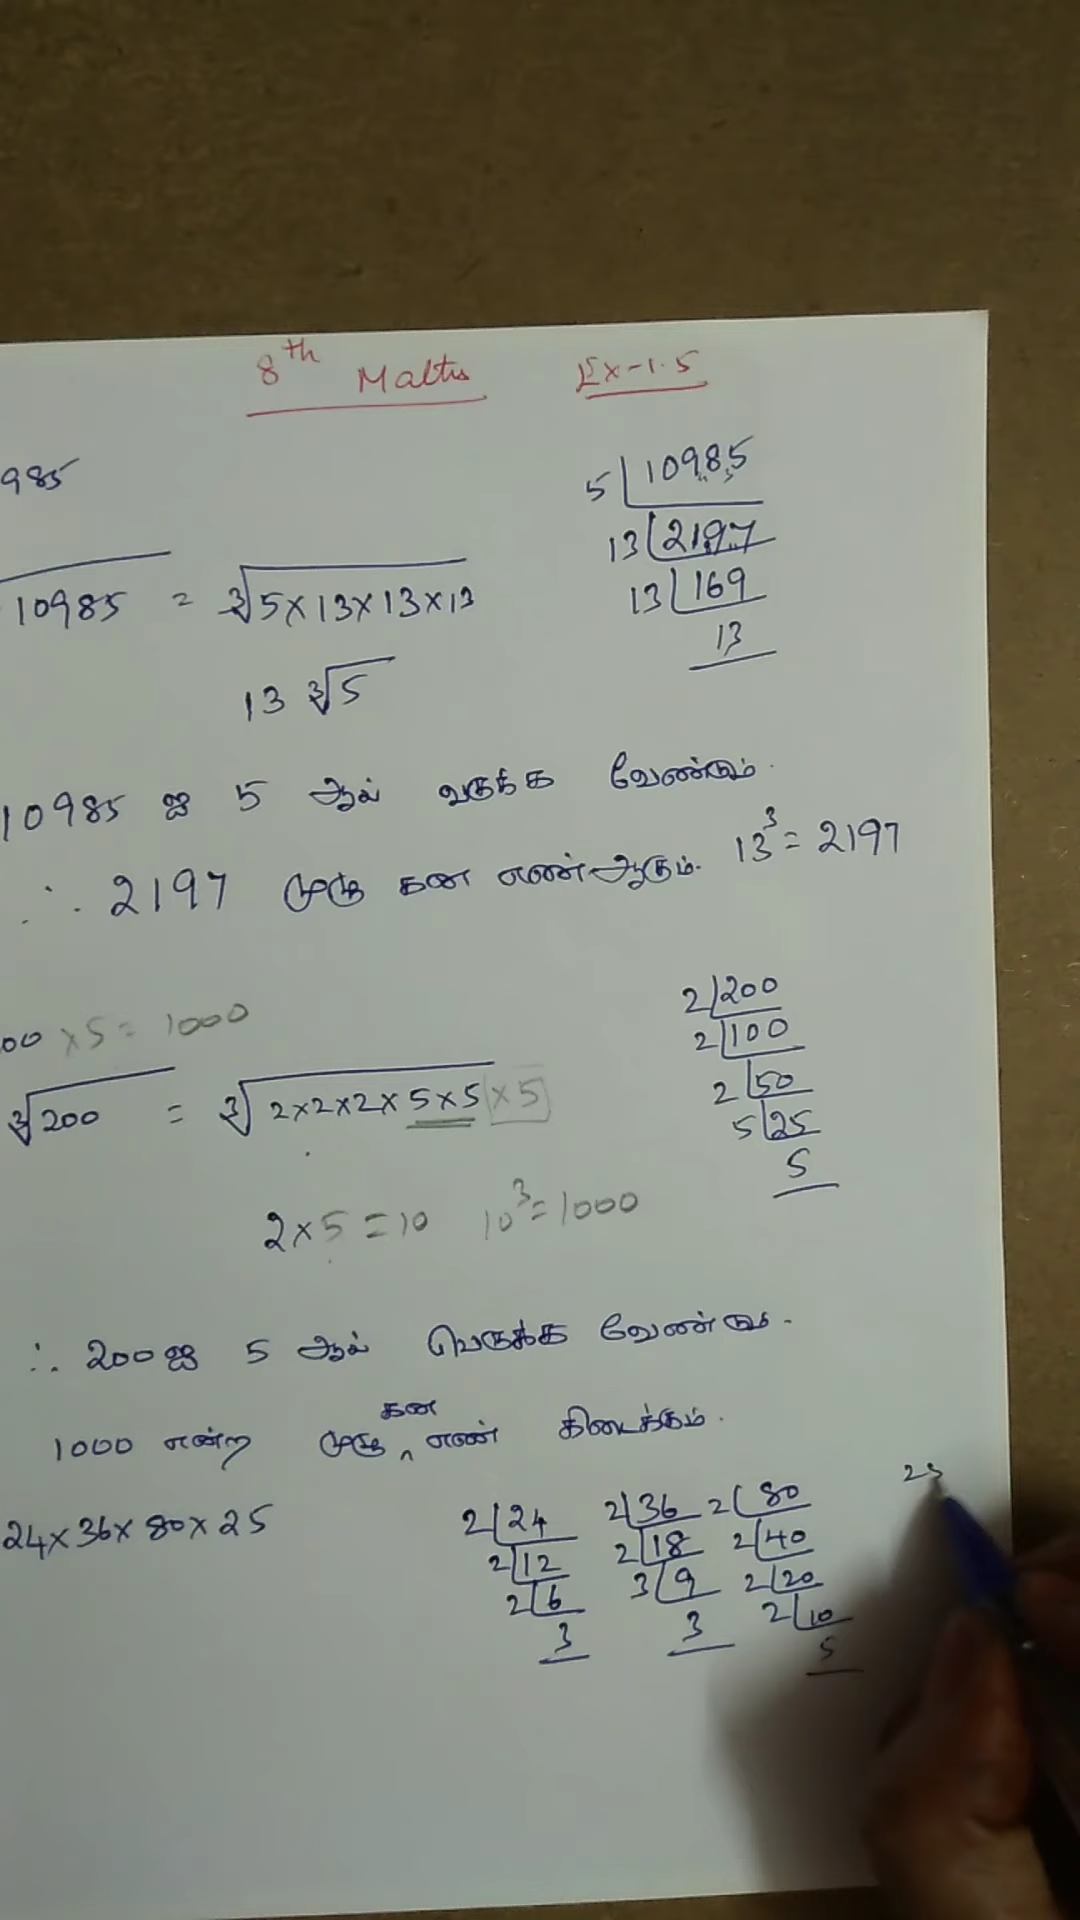 8th Maths Ex-1.5
985
10985 = ∛5×13×13×13
13 ∛5
5 | 10985
13 | 2197
13 | 169
13
10985 ஐ 5 ஆல் வகுக்க வேண்டும்.
∴ 2197 முழு கன எண் ஆகும். 13³ = 2197
00 × 5 = 1000
∛200 = ∛2×2×2×5×5×5
2×5 = 10 10³ = 1000
2 | 200
2 | 100
2 | 50
5 | 25
5
∴ 200ஐ 5 ஆல் பெருக்க வேண்டும்.
1000 என்ற முழு கன எண் கிடைக்கும்.
24×36×80×25
2 | 24
2 | 12
2 | 6
3
2 | 36
2 | 18
3 | 9
3
2 | 80
2 | 40
2 | 20
2 | 10
5